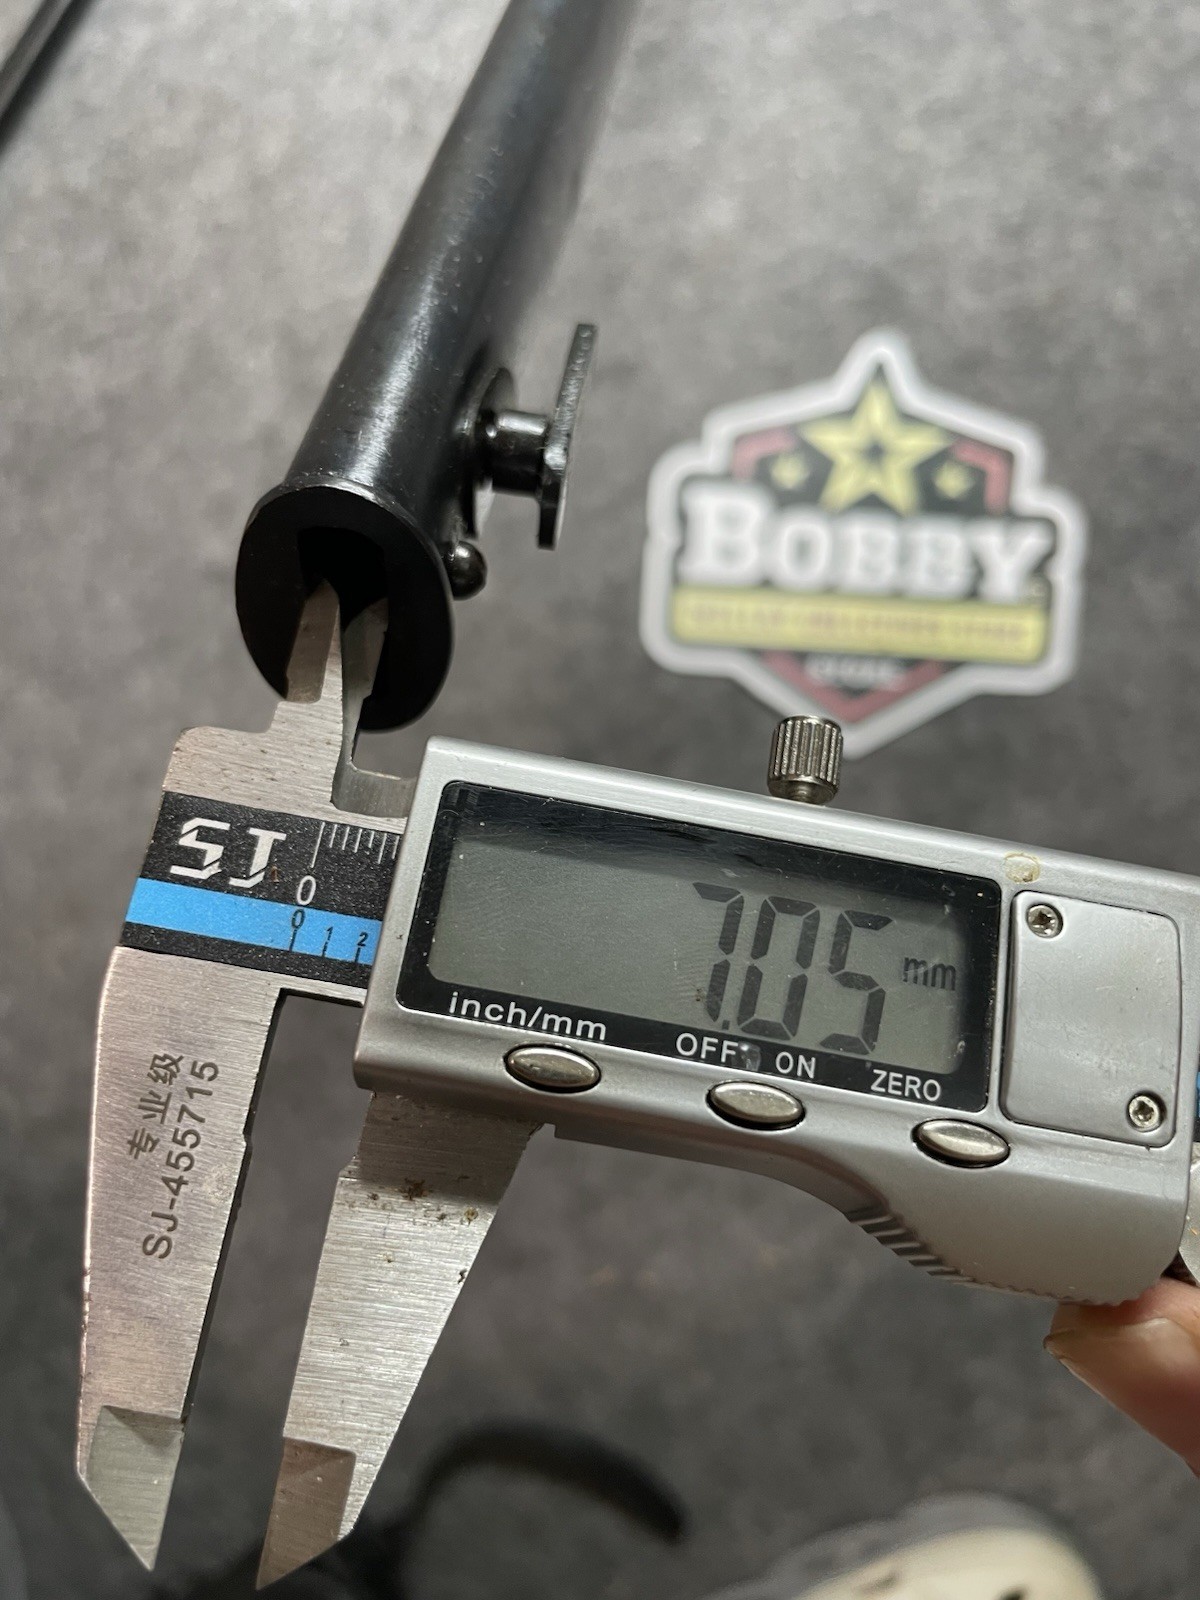 BOBBY
SJ
0
0 1 2
7.05 mm
inch/mm
OFF ON
ZERO
专业级
SJ-455715